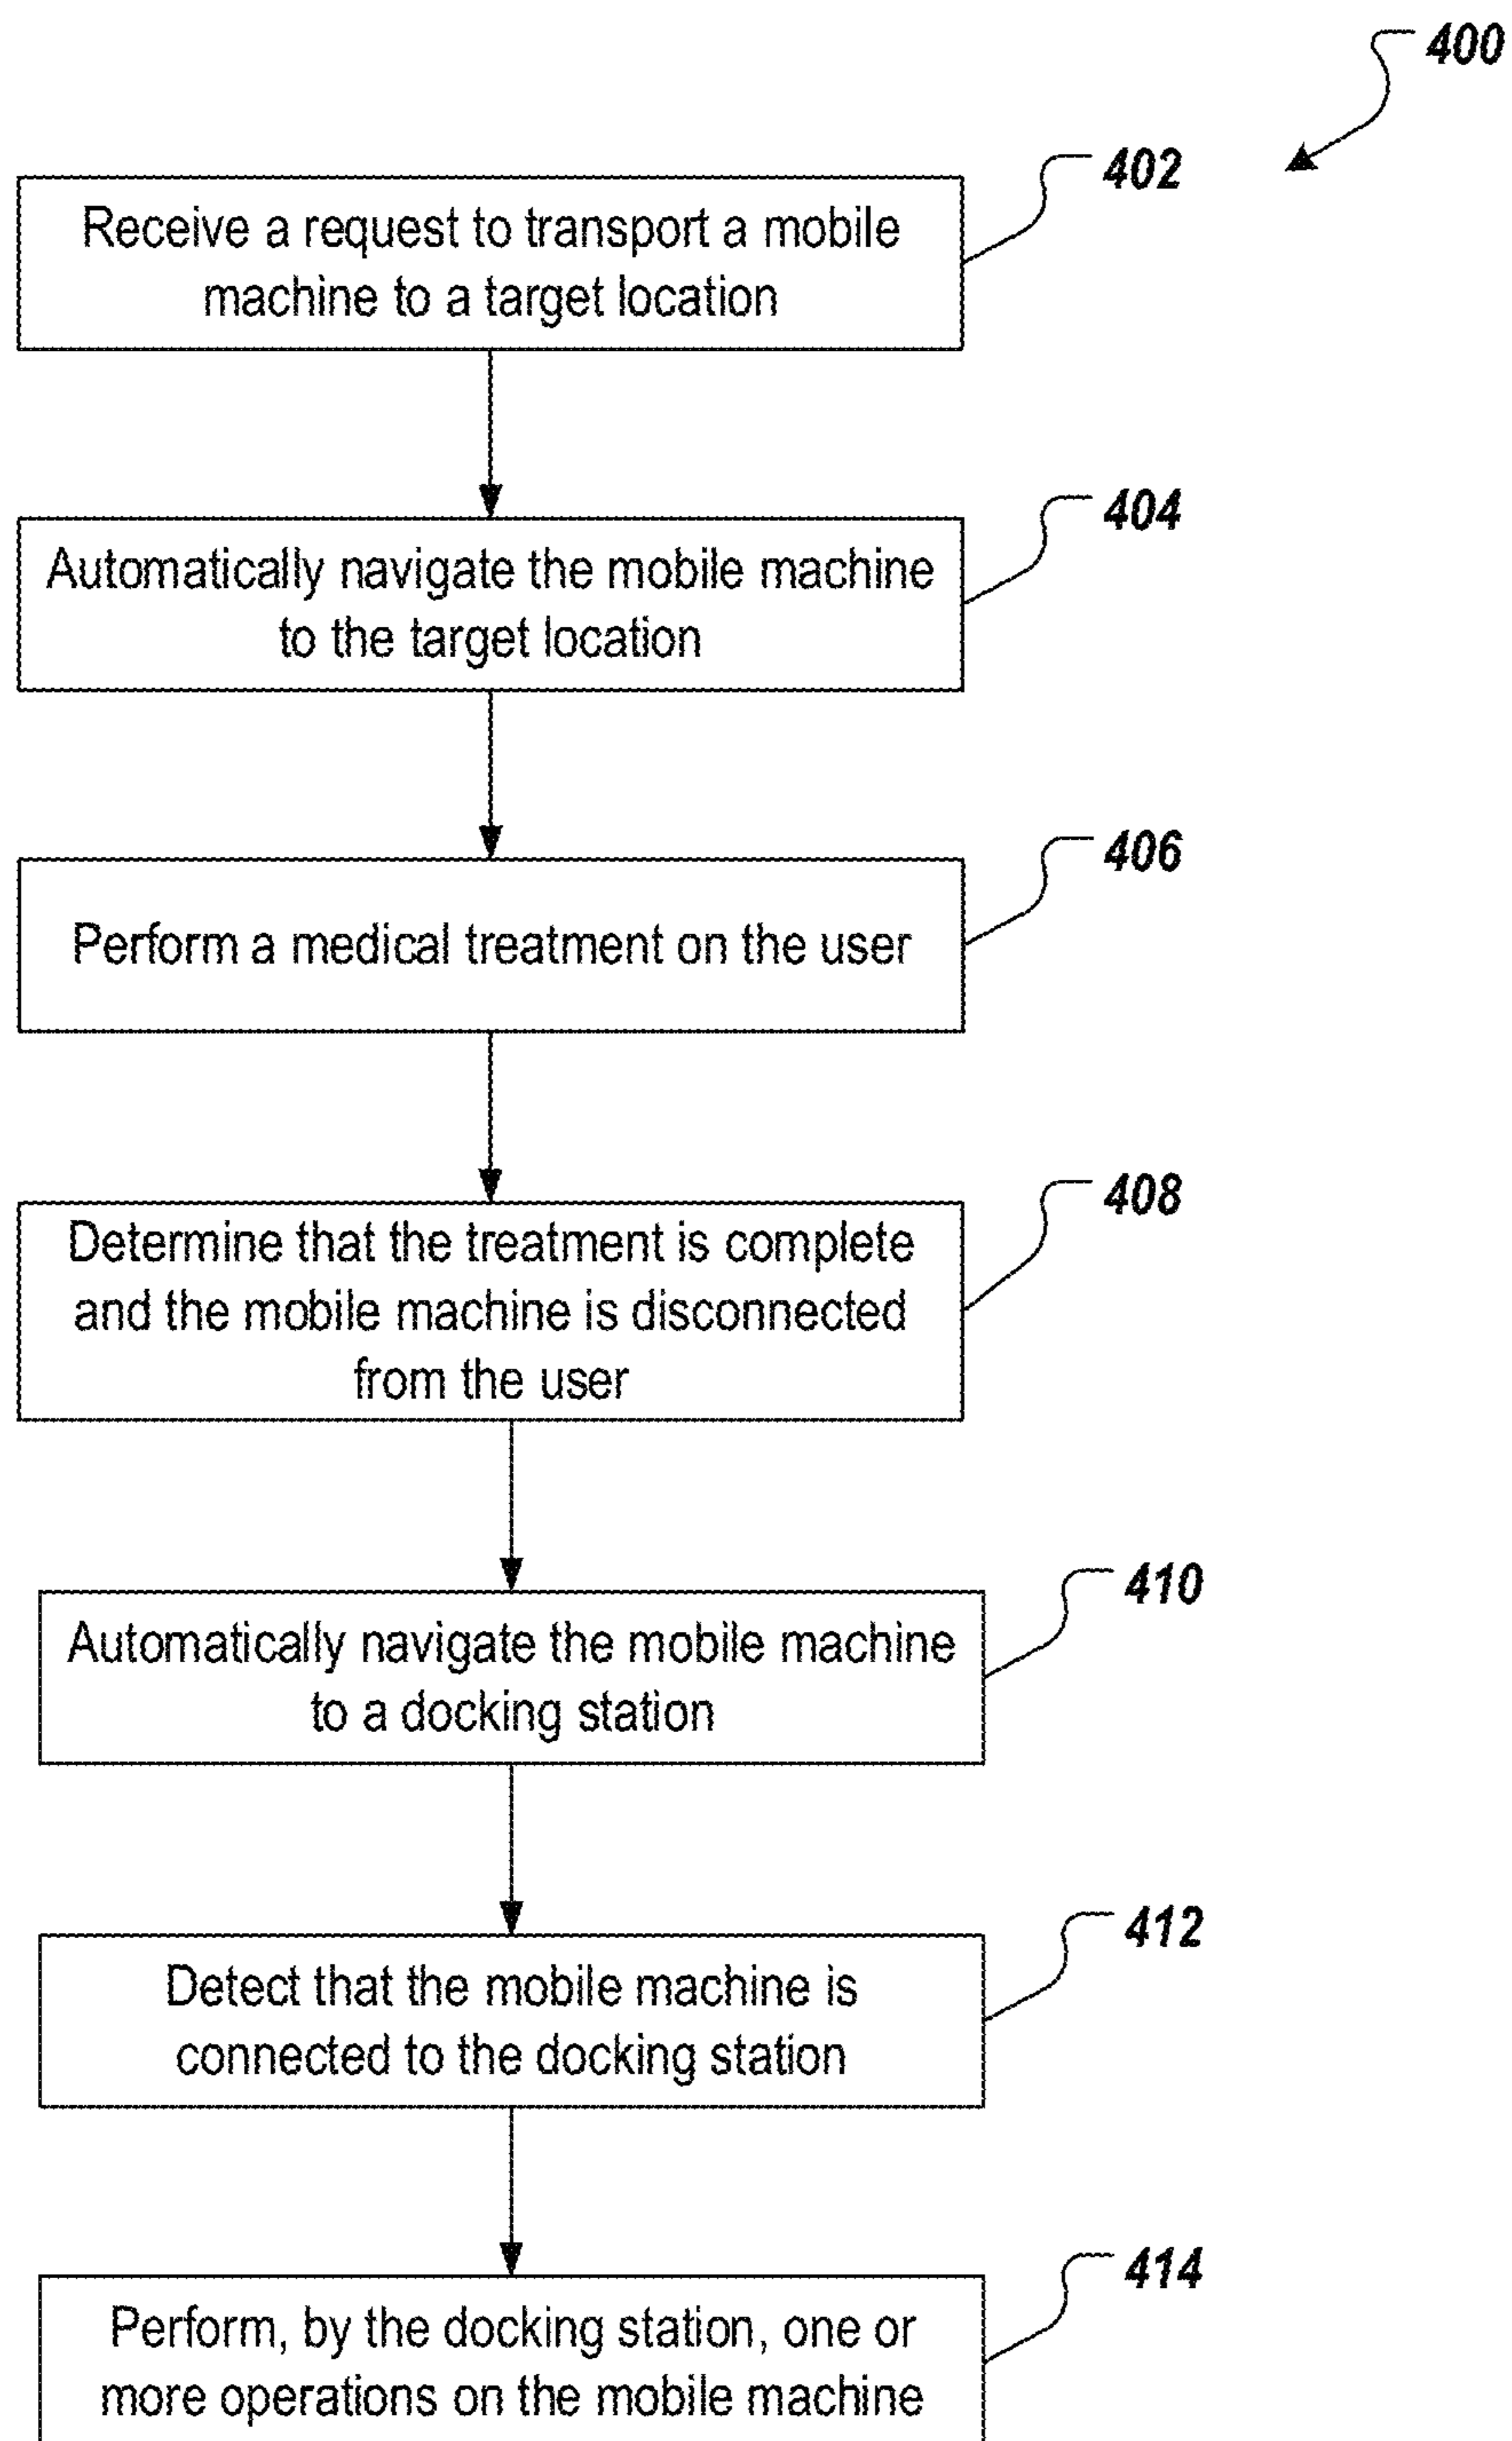 400
402
Receive a request to transport a mobile
machine to a target location
404
Automatically navigate the mobile machine
to the target location
406
Perform a medical treatment on the user
408
Determine that the treatment is complete
and the mobile machine is disconnected
from the user
410
Automatically navigate the mobile machine
to a docking station
412
Detect that the mobile machine is
connected to the docking station
414
Perform, by the docking station, one or
more operations on the mobile machine